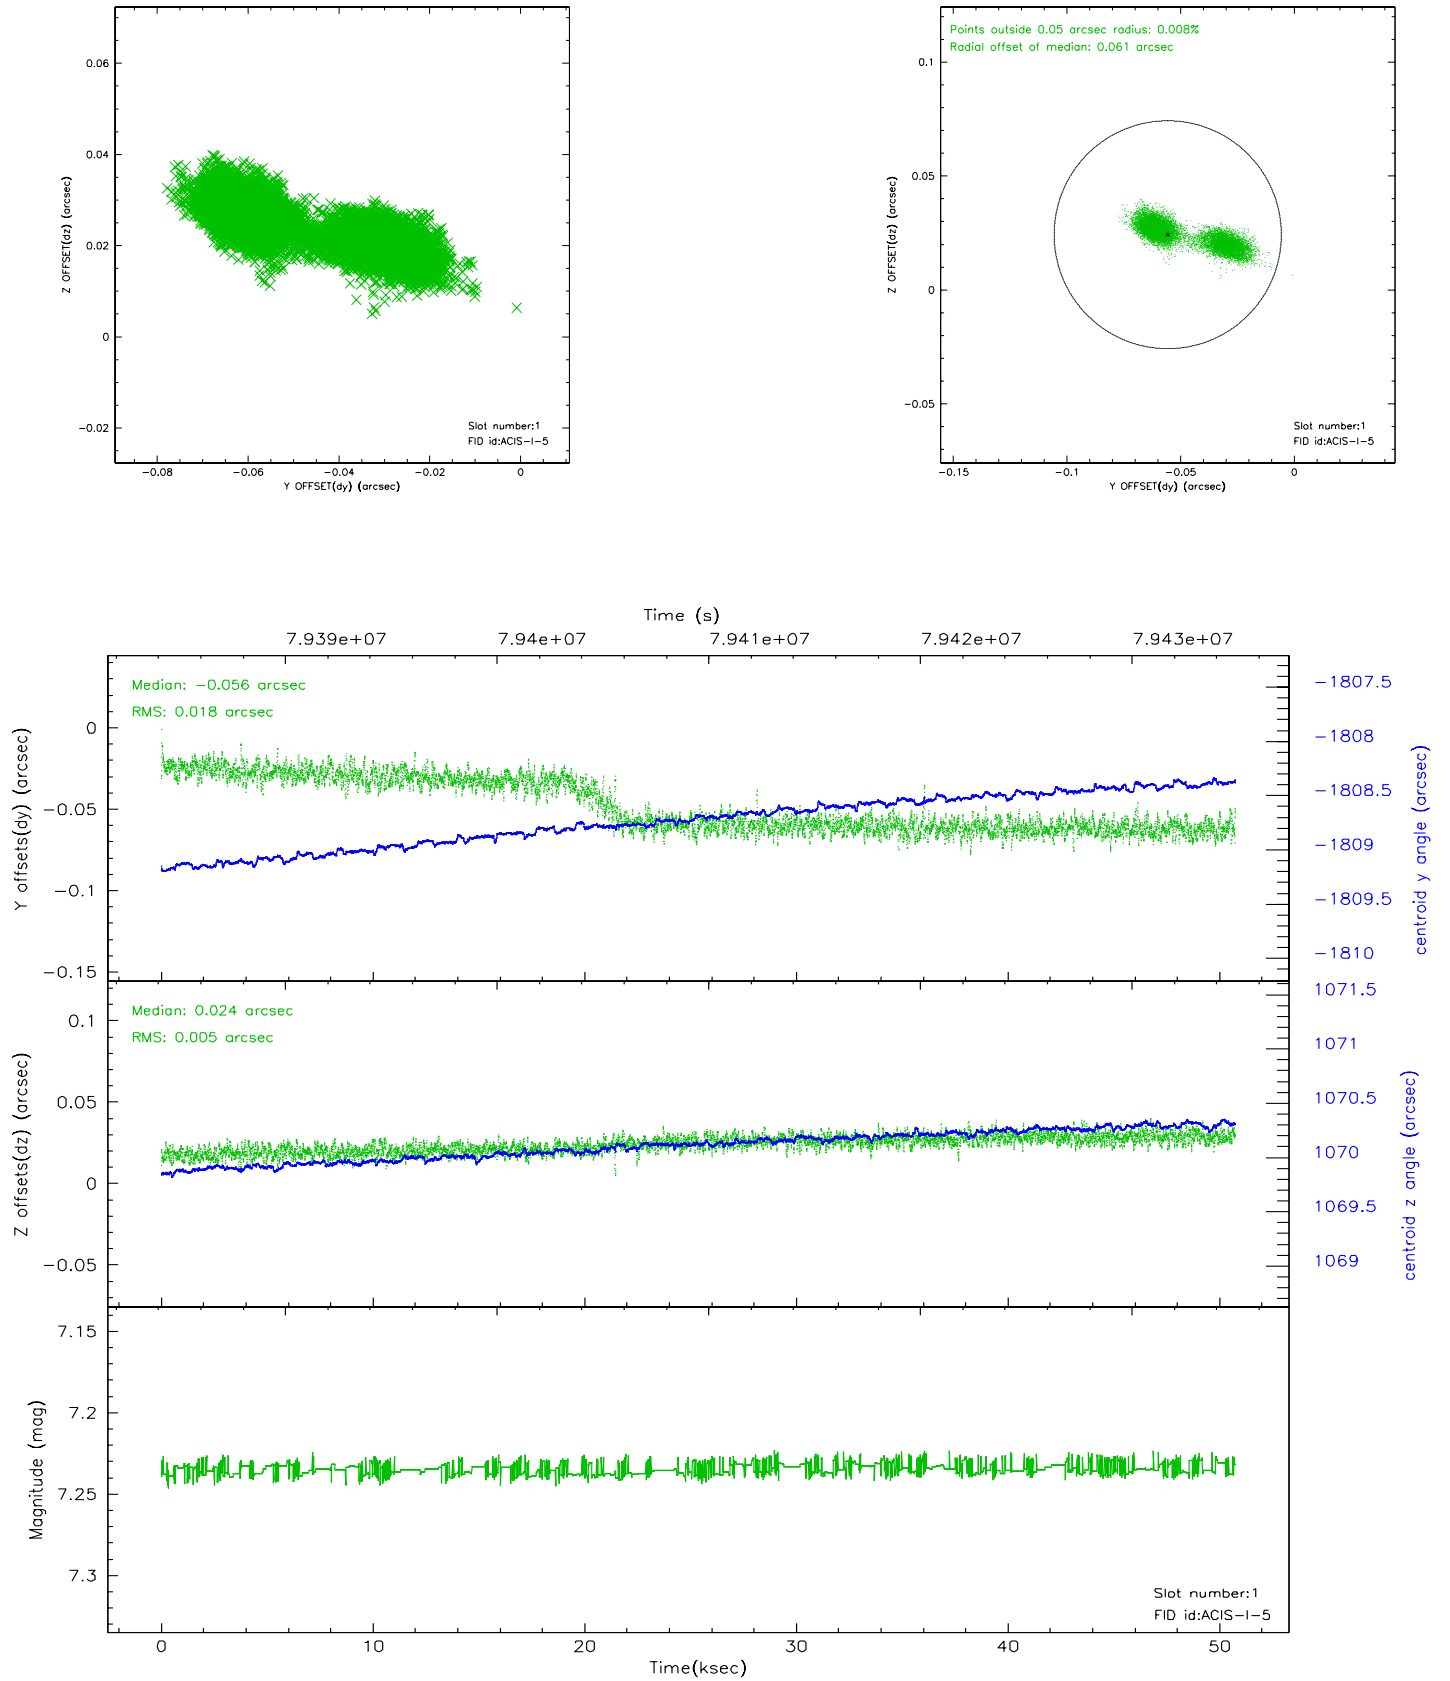 0.06
0.04
0.02
0
-0.02
Z OFFSET(dz) (arcsec)
Slot number:1
FID id:ACIS-I-5
-0.08
-0.06
-0.04
-0.02
0
Y OFFSET(dy) (arcsec)
Points outside 0.05 arcsec radius: 0.008%
Radial offset of median: 0.061 arcsec
0.1
0.05
0
-0.05
Z OFFSET(dz) (arcsec)
Slot number:1
FID id:ACIS-I-5
-0.15
-0.1
-0.05
0
Y OFFSET(dy) (arcsec)
Time (s)
7.939e+07
7.94e+07
7.941e+07
7.942e+07
7.943e+07
Median: -0.056 arcsec
RMS: 0.018 arcsec
0
-0.05
-0.1
-0.15
Y offsets(dy) (arcsec)
-1807.5
-1808
-1808.5
-1809
-1809.5
-1810
centroid y angle (arcsec)
Median: 0.024 arcsec
RMS: 0.005 arcsec
0.1
0.05
0
-0.05
Z offsets(dz) (arcsec)
1071.5
1071
1070.5
1070
1069.5
1069
centroid z angle (arcsec)
7.15
7.2
7.25
7.3
Magnitude (mag)
Slot number:1
FID id:ACIS-I-5
0
10
20
30
40
50
Time(ksec)